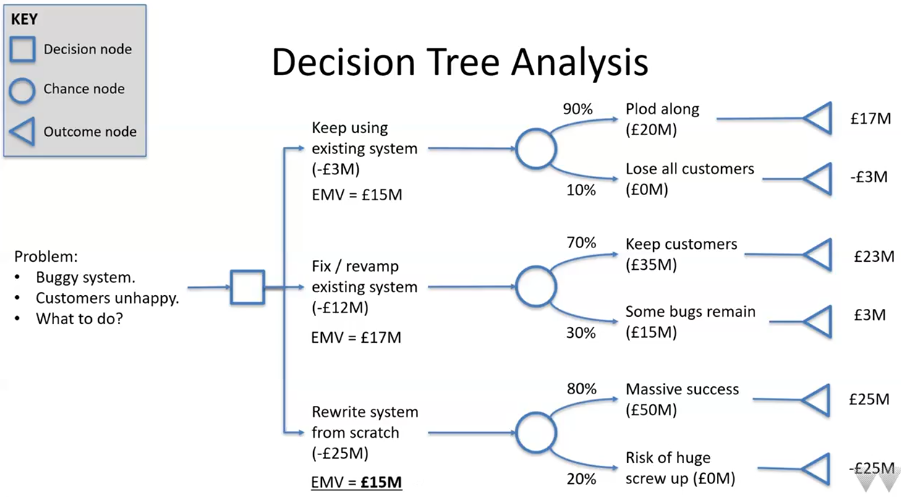 KEY
Decision node
Chance node
Outcome node
Decision Tree Analysis
Problem:
• Buggy system.
• Customers unhappy.
• What to do?
Keep using
existing system
(-£3M)
EMV = £15M
90%
Plod along
(£20M)
£17M
10%
Lose all customers
(£0M)
-£3M
Fix / revamp
existing system
(-£12M)
EMV = £17M
70%
Keep customers
(£35M)
£23M
30%
Some bugs remain
(£15M)
£3M
Rewrite system
from scratch
(-£25M)
EMV = £15M
80%
Massive success
(£50M)
£25M
20%
Risk of huge
screw up (£0M)
-£25M